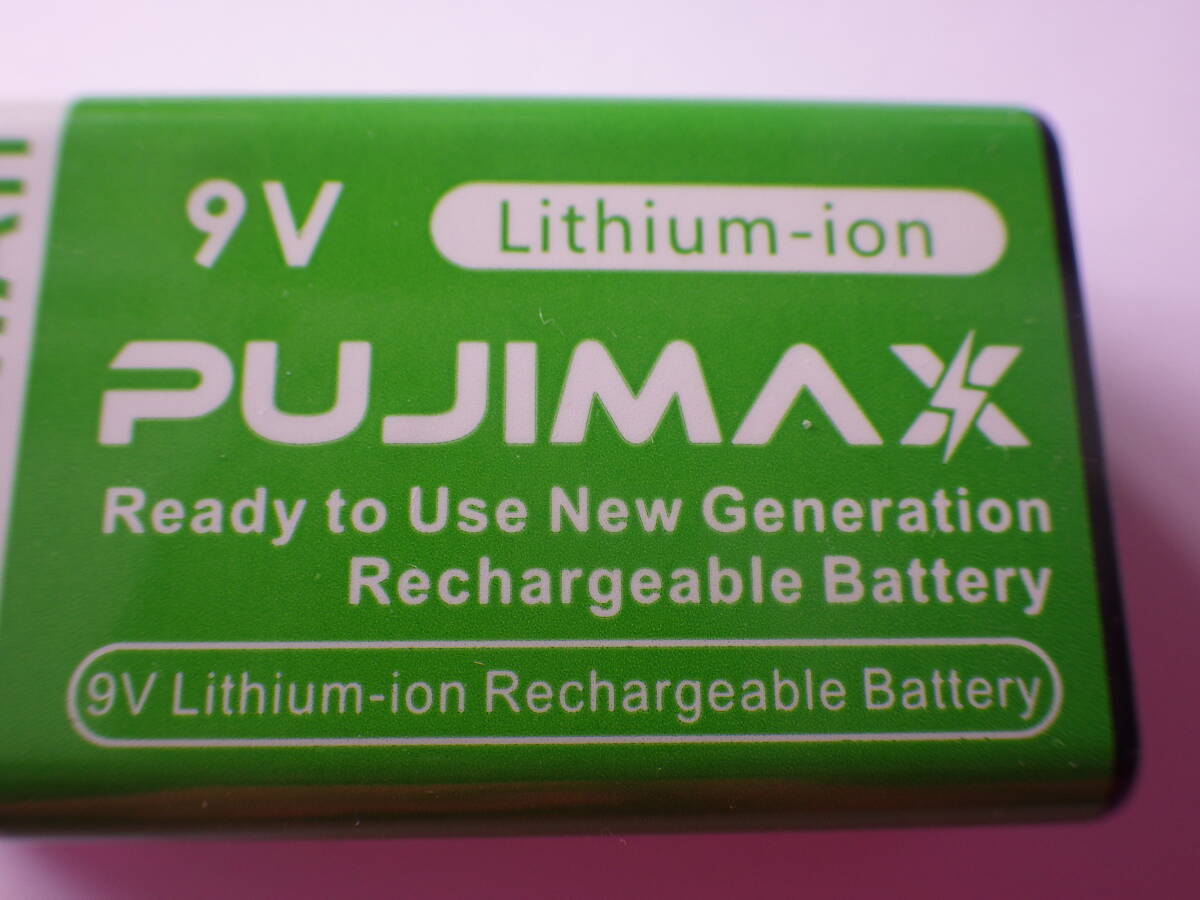 9V
Lithium-ion
PUJIMAX
Ready to Use New Generation
Rechargeable Battery
9V Lithium-ion Rechargeable Battery